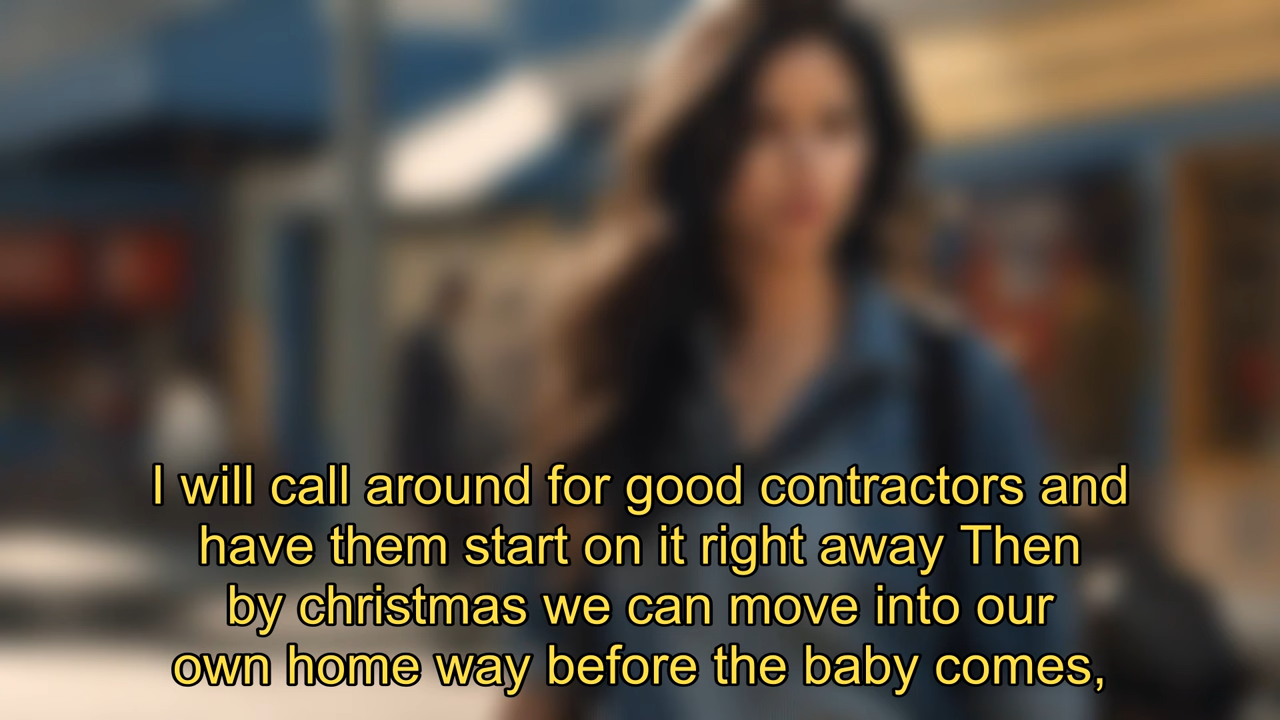 I will call around for good contractors and
have them start on it right away Then
by christmas we can move into our
own home way before the baby comes,